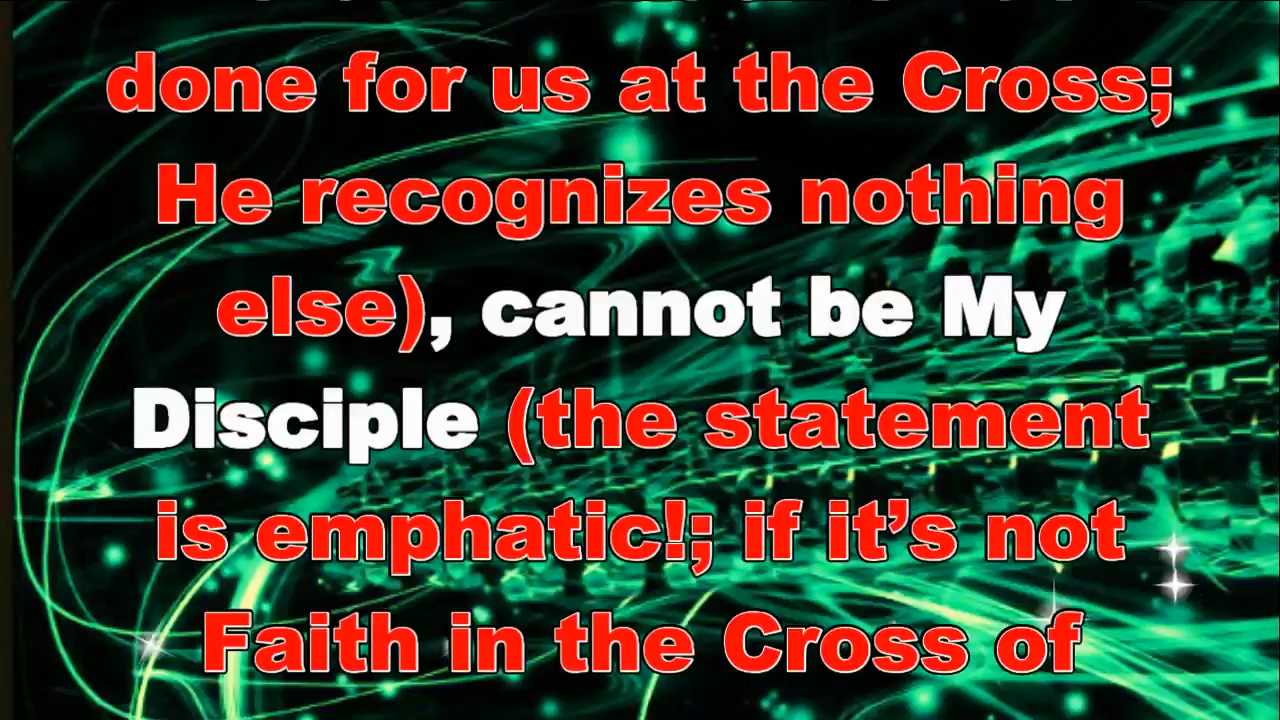 done for us at the Cross;
He recognizes nothing
else), cannot be My
Disciple (the statement
is emphatic!; if it’s not
Faith in the Cross of